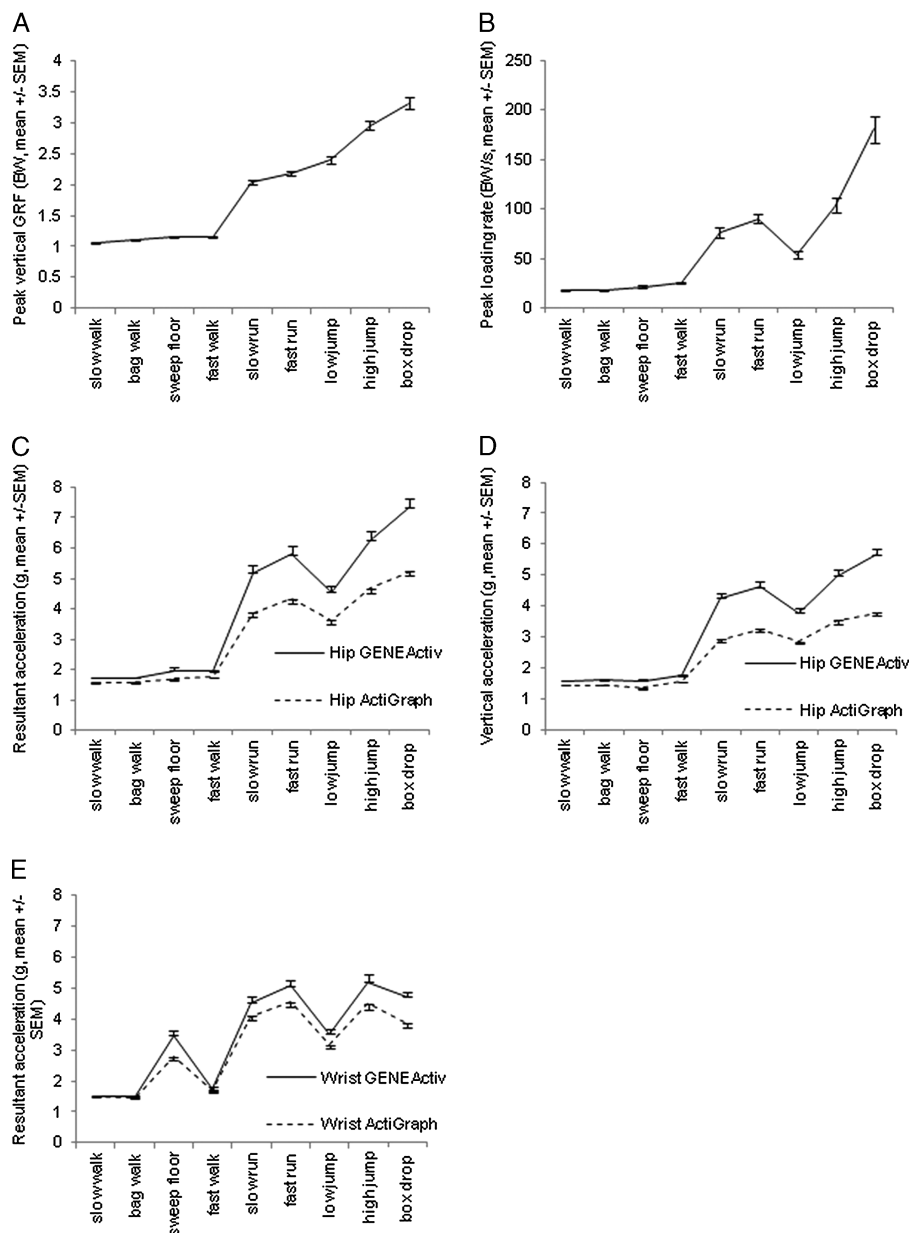 A
Peak vertical GRF (BW, mean +/- SEM)
4
3.5
3
2.5
2
1.5
1
0.5
0
slow walk
bag walk
sweep floor
fast walk
slow run
fast run
low jump
high jump
box drop
B
Peak loading rate (BW/s, mean +/- SEM)
250
200
150
100
50
0
slow walk
bag walk
sweep floor
fast walk
slow run
fast run
low jump
high jump
box drop
C
Resultant acceleration (g, mean +/-SEM)
8
7
6
5
4
3
2
1
0
Hip GENEActiv
Hip ActiGraph
slow walk
bag walk
sweep floor
fast walk
slow run
fast run
low jump
high jump
box drop
D
Vertical acceleration (g, mean +/- SEM)
8
7
6
5
4
3
2
1
0
Hip GENEActiv
Hip ActiGraph
slow walk
bag walk
sweep floor
fast walk
slow run
fast run
low jump
high jump
box drop
E
Resultant acceleration (g, mean +/-
SEM)
8
7
6
5
4
3
2
1
0
Wrist GENEActiv
Wrist ActiGraph
slow walk
bag walk
sweep floor
fast walk
slow run
fast run
low jump
high jump
box drop